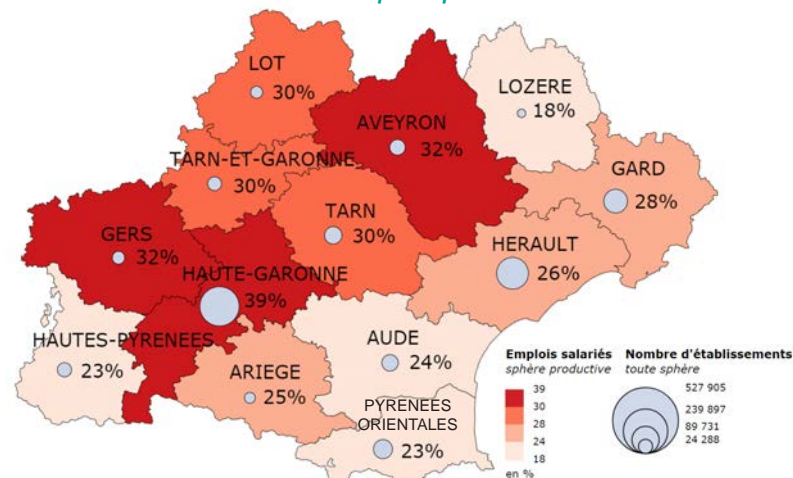 LOT
30%
LOZERE
18%
AVEYRON
32%
TARN-ET-GARONNE
30%
GARD
28%
TARN
30%
GERS
32%
HERAULT
26%
HAUTE-GARONNE
39%
HAUTES-PYRENEES
23%
AUDE
24%
ARIEGE
25%
PYRENEES
ORIENTALES
23%
Emplois salariés
sphère productive
39
30
28
24
18
en %
Nombre d'établissements
toute sphère
527 905
239 897
89 731
24 288